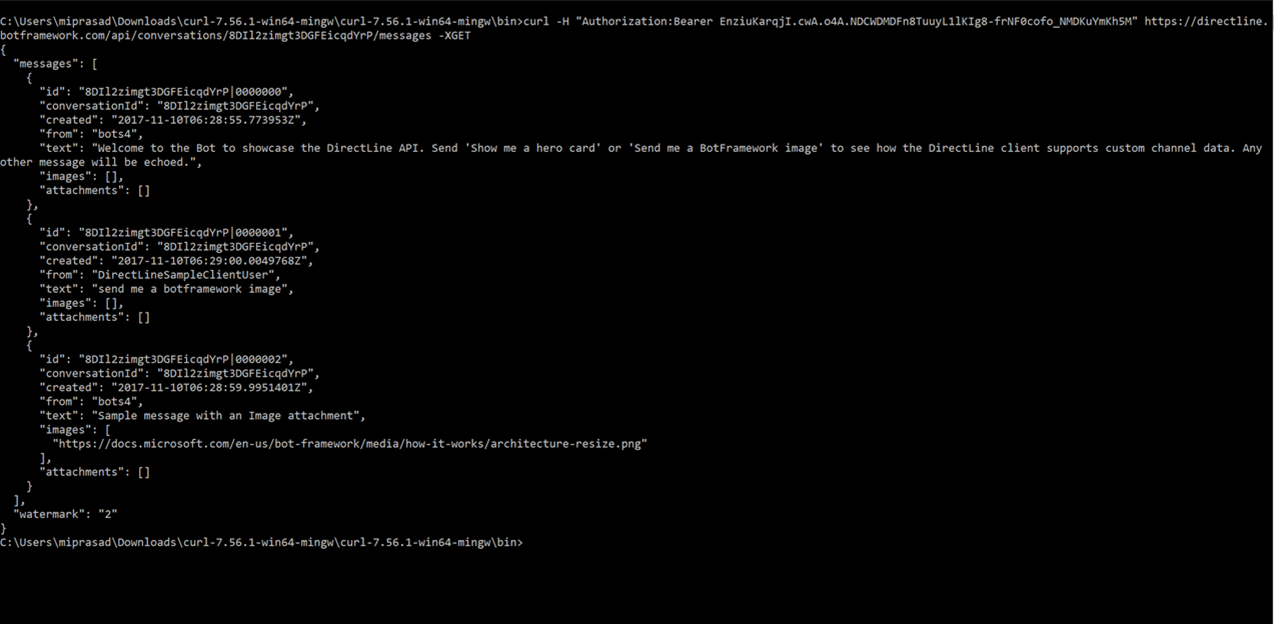 C:\Users\miprasad\Downloads\curl-7.56.1-win64-mingw\curl-7.56.1-win64-mingw\bin>curl -H "Authorization:Bearer EnziuKarqjI.cwA.o4A.NDCWDMDFn8TuuyL1lKIg8-frNF0cofo_NMDKuYmKh5M" https://directline.
botframework.com/api/conversations/8DIl2zimgt3DGFEicqdYrP/messages -XGET
{
  "messages": [
    {
      "id": "8DIl2zimgt3DGFEicqdYrP|0000000",
      "conversationId": "8DIl2zimgt3DGFEicqdYrP",
      "created": "2017-11-10T06:28:55.773953Z",
      "from": "bots4",
      "text": "Welcome to the Bot to showcase the DirectLine API. Send 'Show me a hero card' or 'Send me a BotFramework image' to see how the DirectLine client supports custom channel data. Any
other message will be echoed.",
      "images": [],
      "attachments": []
    },
    {
      "id": "8DIl2zimgt3DGFEicqdYrP|0000001",
      "conversationId": "8DIl2zimgt3DGFEicqdYrP",
      "created": "2017-11-10T06:29:00.0049768Z",
      "from": "DirectLineSampleClientUser",
      "text": "send me a botframework image",
      "images": [],
      "attachments": []
    },
    {
      "id": "8DIl2zimgt3DGFEicqdYrP|0000002",
      "conversationId": "8DIl2zimgt3DGFEicqdYrP",
      "created": "2017-11-10T06:28:59.9951401Z",
      "from": "bots4",
      "text": "Sample message with an Image attachment",
      "images": [
        "https://docs.microsoft.com/en-us/bot-framework/media/how-it-works/architecture-resize.png"
      ],
      "attachments": []
    }
  ],
  "watermark": "2"
}
C:\Users\miprasad\Downloads\curl-7.56.1-win64-mingw\curl-7.56.1-win64-mingw\bin>